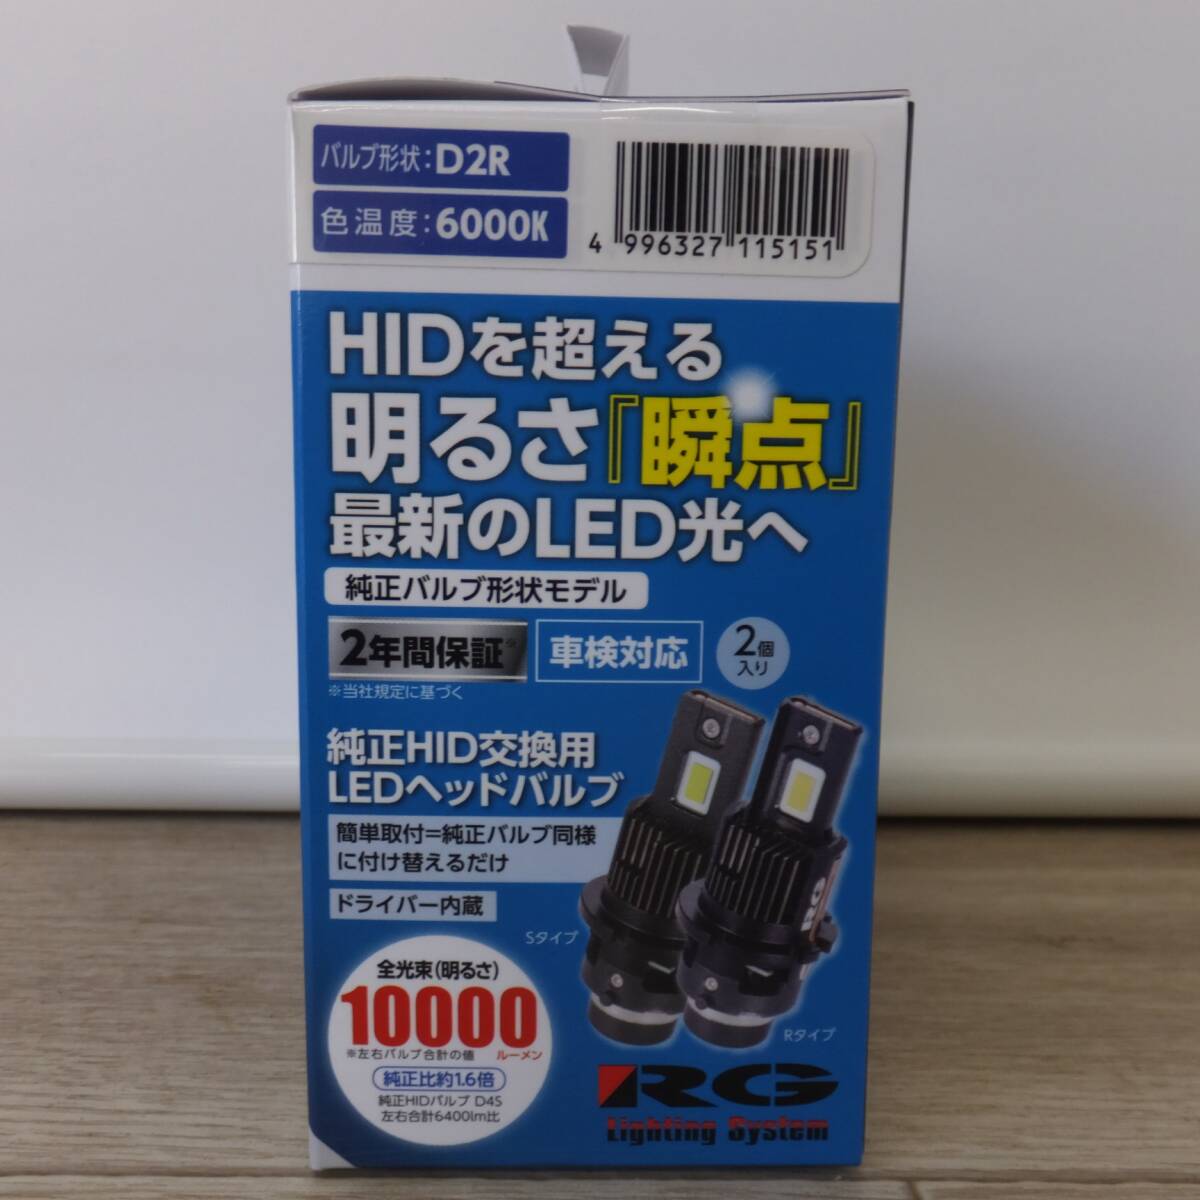 バルブ形状：D2R
色温度：6000K
4 996327 115151
HIDを超える
明るさ『瞬点』
最新のLED光へ
純正バルブ形状モデル
2年間保証※
車検対応
2個
入り
※当社規定に基づく
純正HID交換用
LEDヘッドバルブ
簡単取付=純正バルブ同様
に付け替えるだけ
ドライバー内蔵
Sタイプ
Rタイプ
全光束(明るさ)
10000
※左右バルブ合計の値 ルーメン
純正比約1.6倍
純正HIDバルブ D4S
左右合計6400lm比
RG
RG
Lighting System